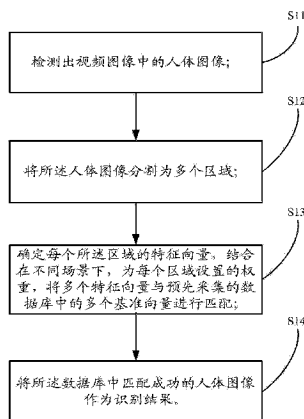 S11
检测出视频图像中的人体图像;
S12
将所述人体图像分割为多个区域;
S13
确定每个所述区域的特征向量,结合
在不同场景下,为每个区域设置的权
重,将多个特征向量与预先采集的数
据库中的多个基准向量进行匹配;
S14
将所述数据库中匹配成功的人体图像
作为识别结果。